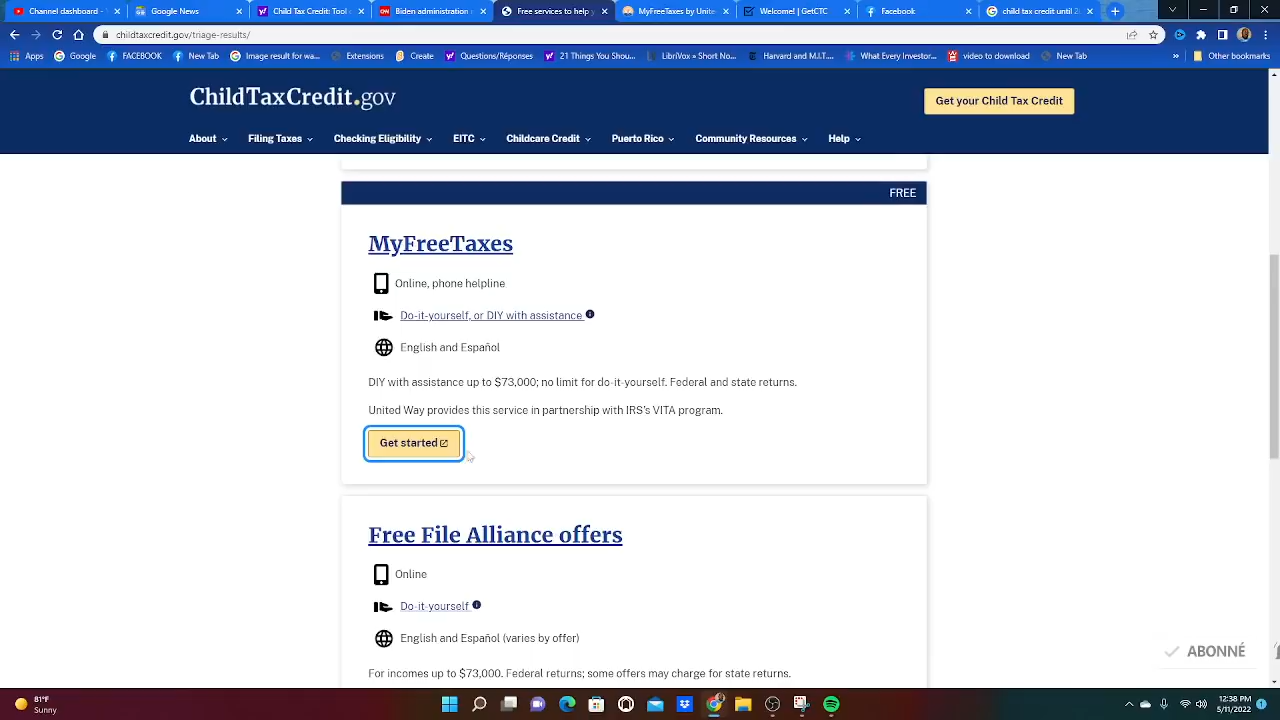 Channel dashboard - Y
Google News
Child Tax Credit Tool
Biden administration
Free services to help y
MyFreeTaxes by Unite
Welcome! | GetCTC
Facebook
child tax credit until 2
childtaxcredit.gov/triage-results/
Apps
Google
FACEBOOK
New Tab
Image result for wa...
Extensions
Create
Questions/Réponses
21 Things You Shou...
LibriVox » Short No...
Harvard and M.I.T....
What Every Investor...
video to download
New Tab
»
Other bookmarks
ChildTaxCredit.gov
Get your Child Tax Credit
About
Filing Taxes
Checking Eligibility
EITC
Childcare Credit
Puerto Rico
Community Resources
Help
FREE
MyFreeTaxes
Online, phone helpline
Do-it-yourself, or DIY with assistance
English and Español
DIY with assistance up to $73,000; no limit for do-it-yourself. Federal and state returns.
United Way provides this service in partnership with IRS's VITA program.
Get started
Free File Alliance offers
Online
Do-it-yourself
English and Español (varies by offer)
For incomes up to $73,000. Federal returns; some offers may charge for state returns.
ABONNÉ
81°F
Sunny
12:38 PM
5/11/2022